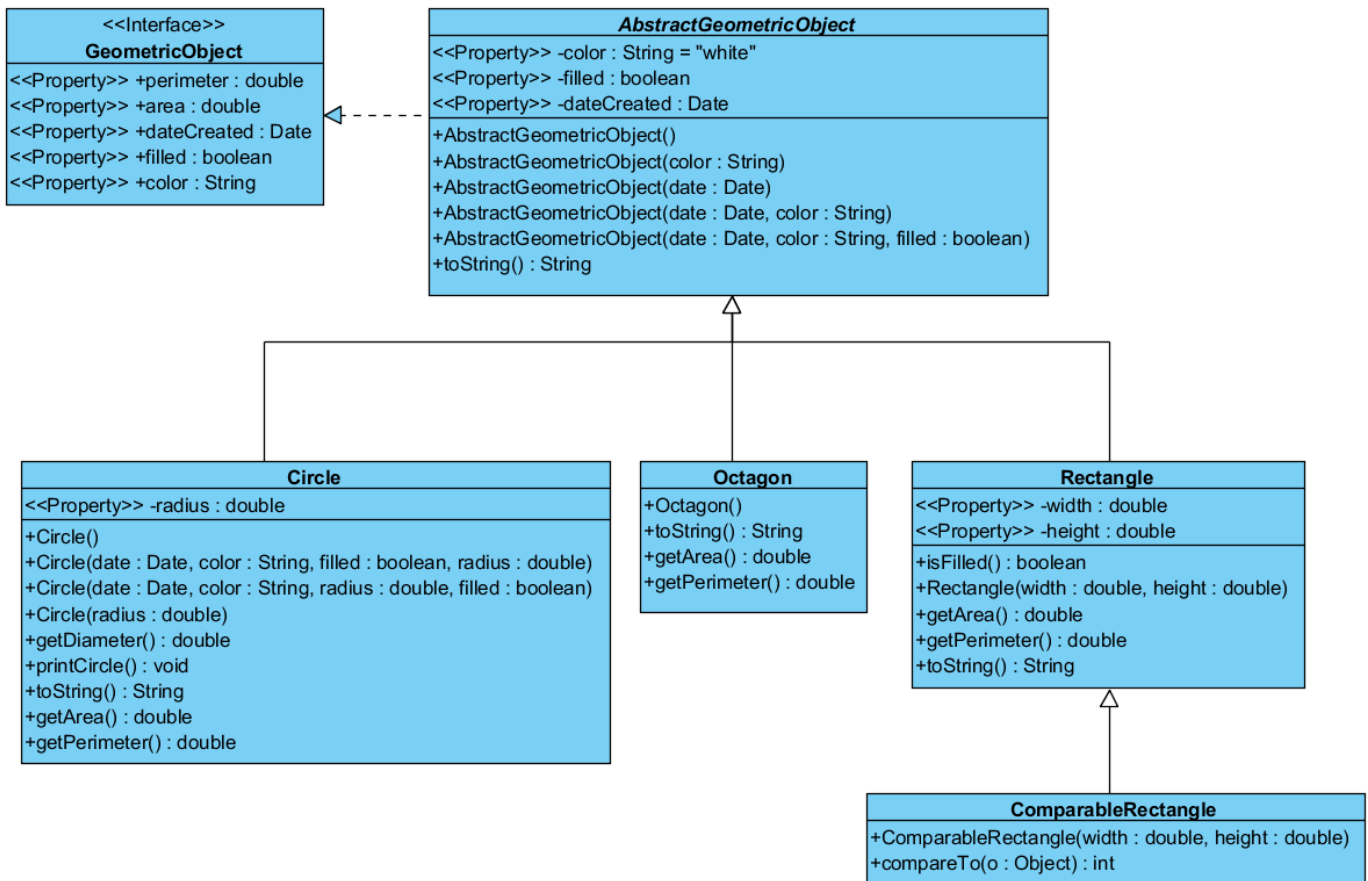 <<Interface>>
GeometricObject
<<Property>> +perimeter : double
<<Property>> +area : double
<<Property>> +dateCreated : Date
<<Property>> +filled : boolean
<<Property>> +color : String
AbstractGeometricObject
<<Property>> -color : String = "white"
<<Property>> -filled : boolean
<<Property>> -dateCreated : Date
+AbstractGeometricObject()
+AbstractGeometricObject(color : String)
+AbstractGeometricObject(date : Date)
+AbstractGeometricObject(date : Date, color : String)
+AbstractGeometricObject(date : Date, color : String, filled : boolean)
+toString() : String
Circle
<<Property>> -radius : double
+Circle()
+Circle(date : Date, color : String, filled : boolean, radius : double)
+Circle(date : Date, color : String, radius : double, filled : boolean)
+Circle(radius : double)
+getDiameter() : double
+printCircle() : void
+toString() : String
+getArea() : double
+getPerimeter() : double
Octagon
+Octagon()
+toString() : String
+getArea() : double
+getPerimeter() : double
Rectangle
<<Property>> -width : double
<<Property>> -height : double
+isFilled() : boolean
+Rectangle(width : double, height : double)
+getArea() : double
+getPerimeter() : double
+toString() : String
ComparableRectangle
+ComparableRectangle(width : double, height : double)
+compareTo(o : Object) : int